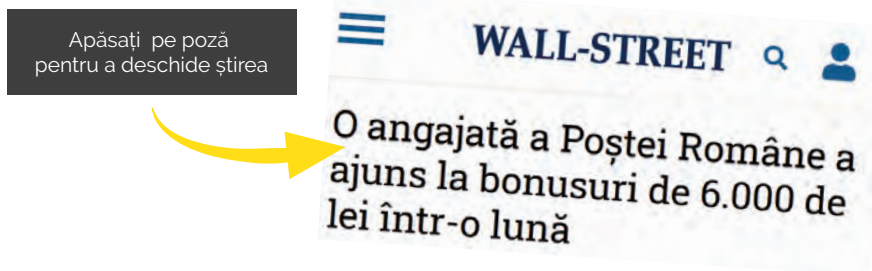 Apăsați pe poză
pentru a deschide știrea
WALL-STREET
O angajată a Poștei Române a
ajuns la bonusuri de 6.000 de
lei într-o lună